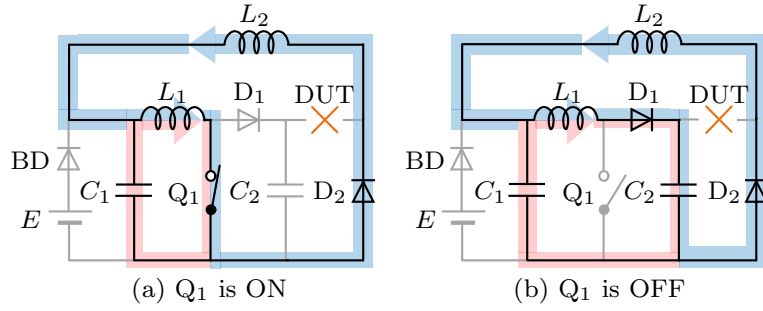 L₂ L₂
L₁ D₁ DUT L₁ D₁ DUT
BD BD
C₁ Q₁ C₂ D₂ C₁ Q₁ C₂ D₂
E E
(a) Q₁ is ON (b) Q₁ is OFF